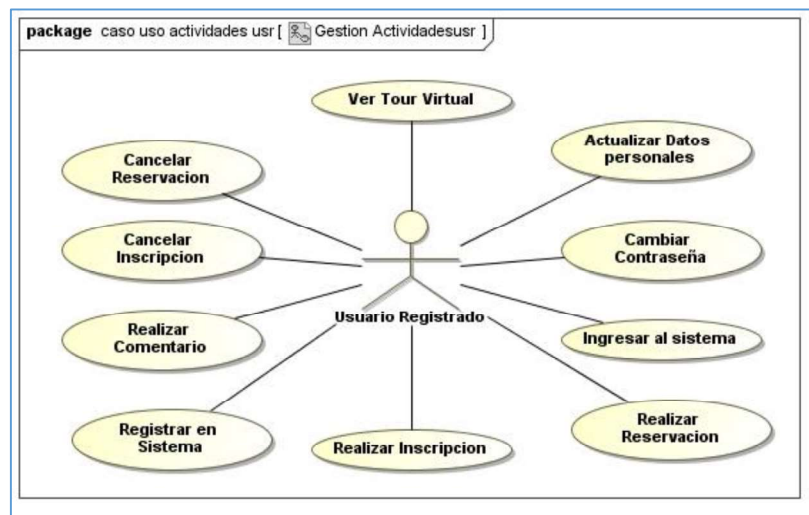 package caso uso actividades usr [ Gestion Actividadesusr ]
Ver Tour Virtual
Cancelar
Reservacion
Actualizar Datos
personales
Cancelar
Inscripcion
Cambiar
Contraseña
Usuario Registrado
Realizar
Comentario
Ingresar al sistema
Registrar en
Sistema
Realizar Inscripcion
Realizar
Reservacion